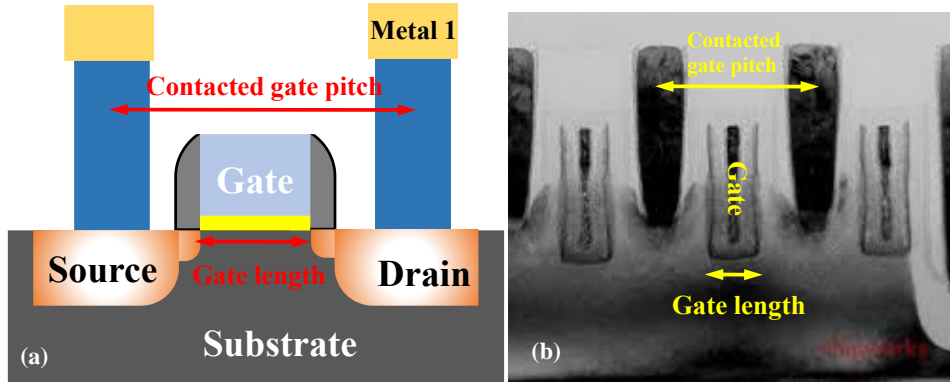 Metal 1
Contacted gate pitch
Gate
Source
Gate length
Drain
Substrate
(a)
Contacted
gate pitch
Gate
Gate length
(b)